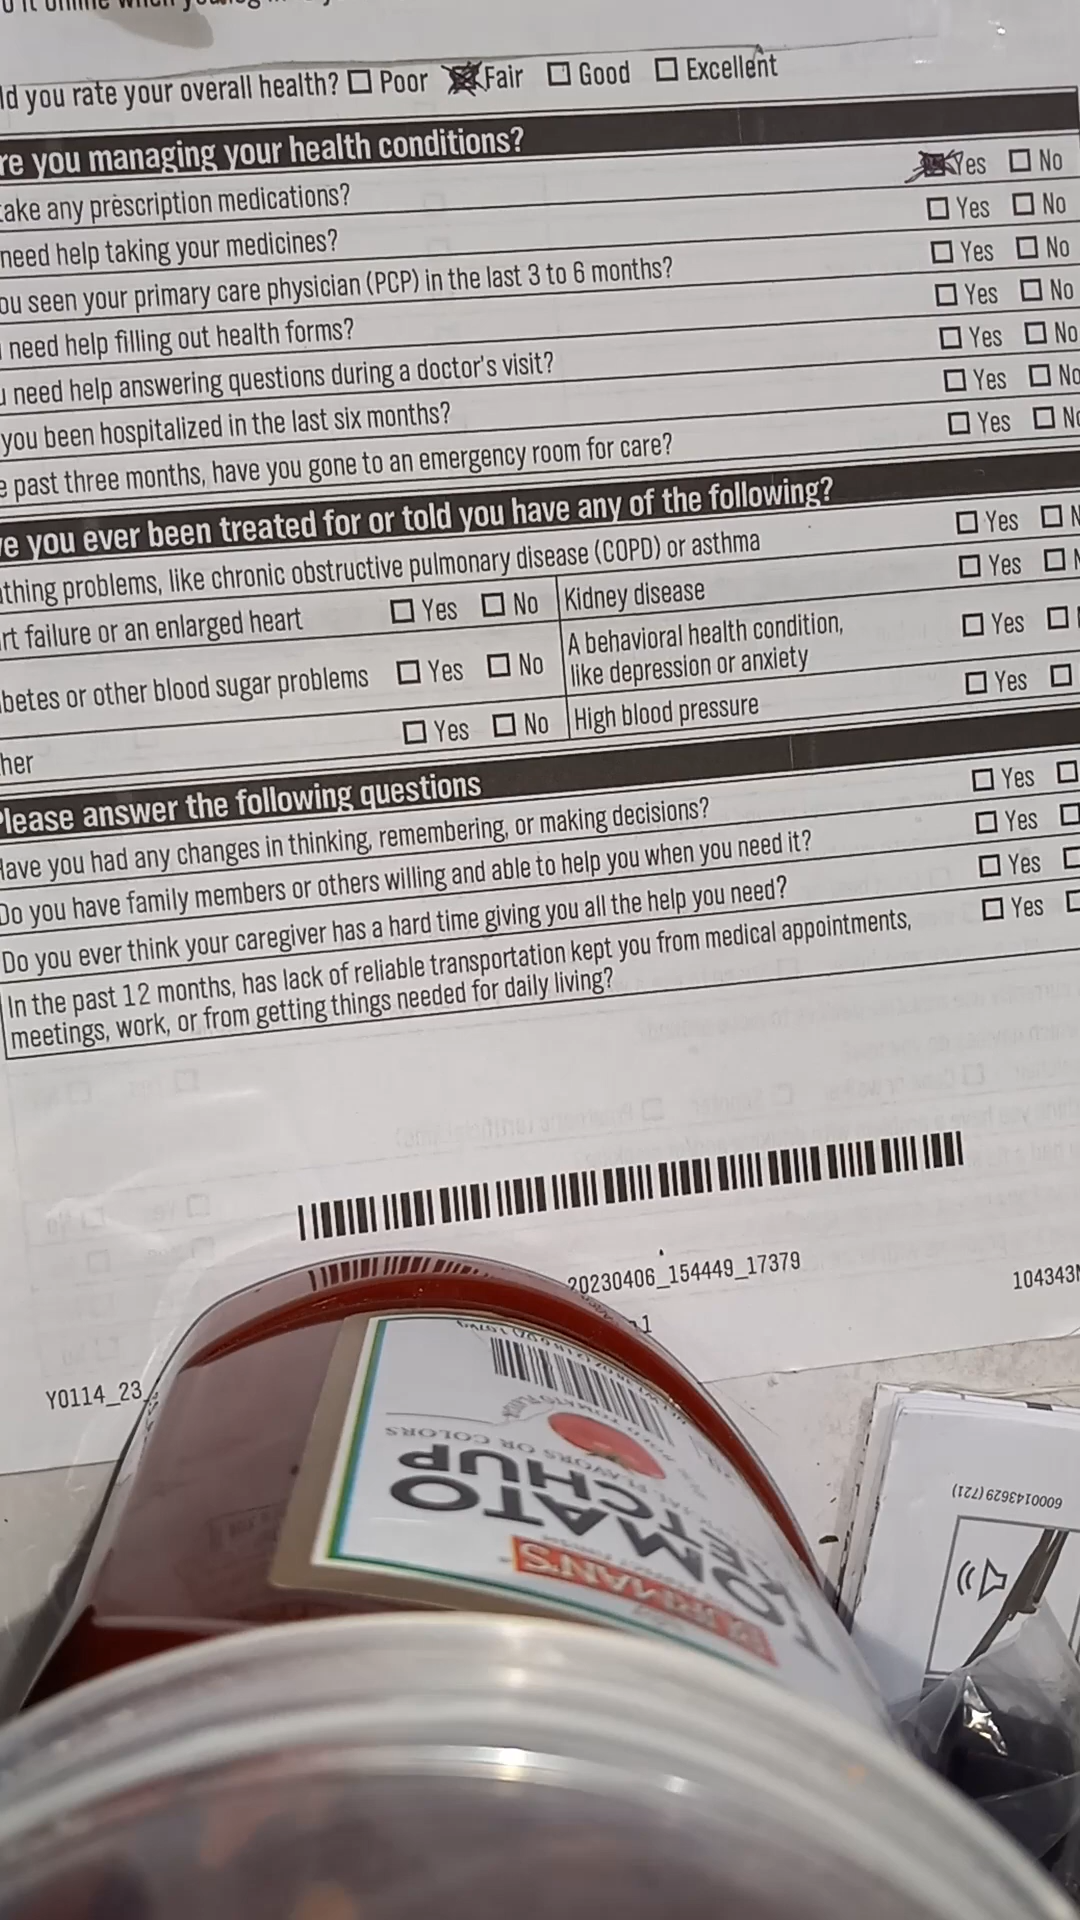 ld you rate your overall health? Poor Fair Good Excellent
re you managing your health conditions?
take any prescription medications? Yes No
need help taking your medicines? Yes No
ou seen your primary care physician (PCP) in the last 3 to 6 months? Yes No
need help filling out health forms? Yes No
u need help answering questions during a doctor's visit? Yes No
you been hospitalized in the last six months? Yes No
e past three months, have you gone to an emergency room for care? Yes No
ve you ever been treated for or told you have any of the following?
athing problems, like chronic obstructive pulmonary disease (COPD) or asthma Yes N
rt failure or an enlarged heart Yes No Kidney disease Yes N
betes or other blood sugar problems Yes No A behavioral health condition,
like depression or anxiety Yes
her Yes No High blood pressure Yes
Please answer the following questions
Have you had any changes in thinking, remembering, or making decisions? Yes
Do you have family members or others willing and able to help you when you need it? Yes
Do you ever think your caregiver has a hard time giving you all the help you need? Yes
In the past 12 months, has lack of reliable transportation kept you from medical appointments,
meetings, work, or from getting things needed for daily living? Yes
20230406_154449_17379
104343
Y0114_23
6000143629 (721)
TOMATO
KETCHUP
FLAVORS OR COLORS